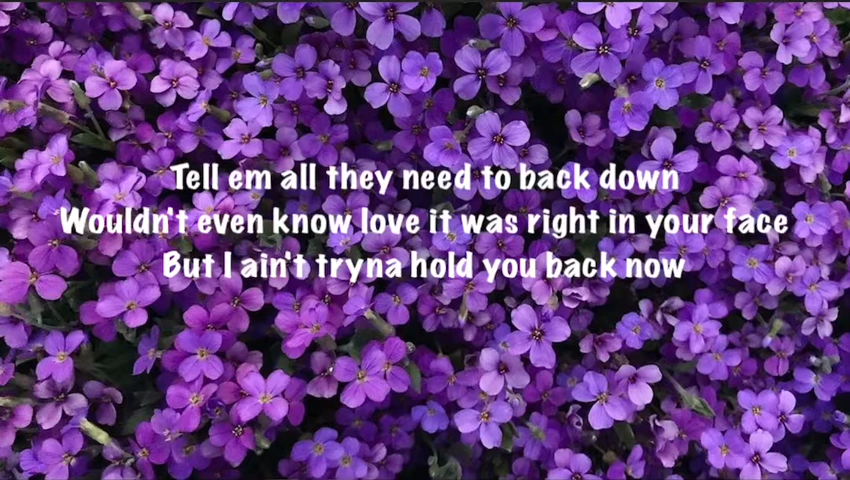 Tell em all they need to back down
Wouldn't even know love it was right in your face
But I ain't tryna hold you back now